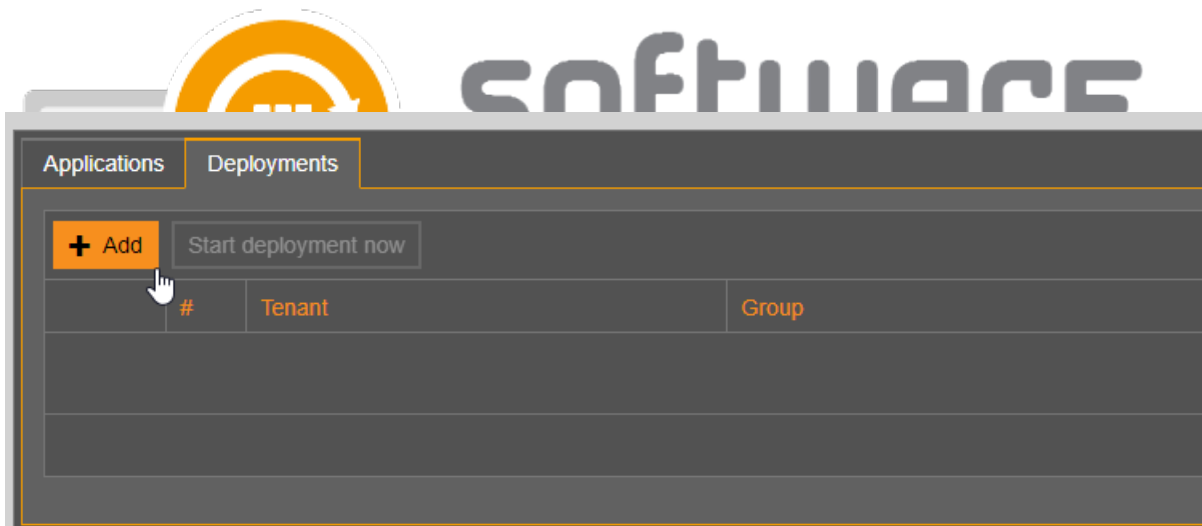 software
Applications Deployments
+ Add Start deployment now
# Tenant Group